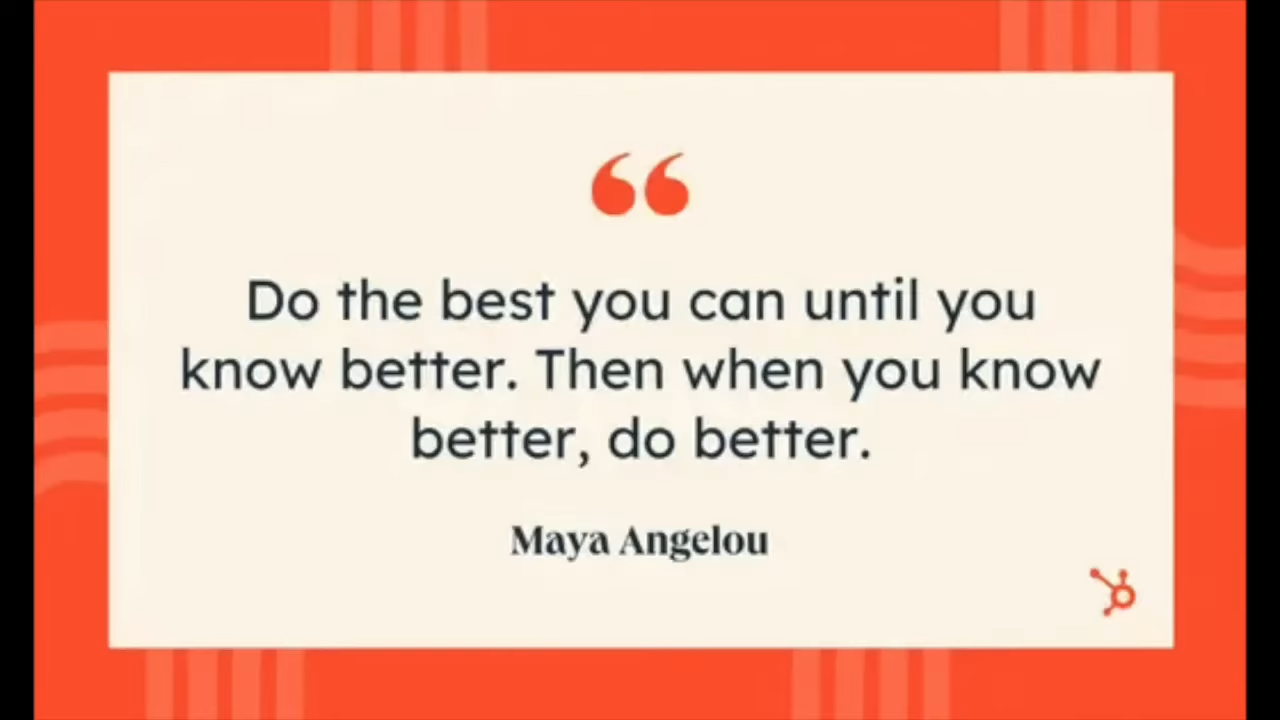 “
Do the best you can until you
know better. Then when you know
better, do better.
Maya Angelou